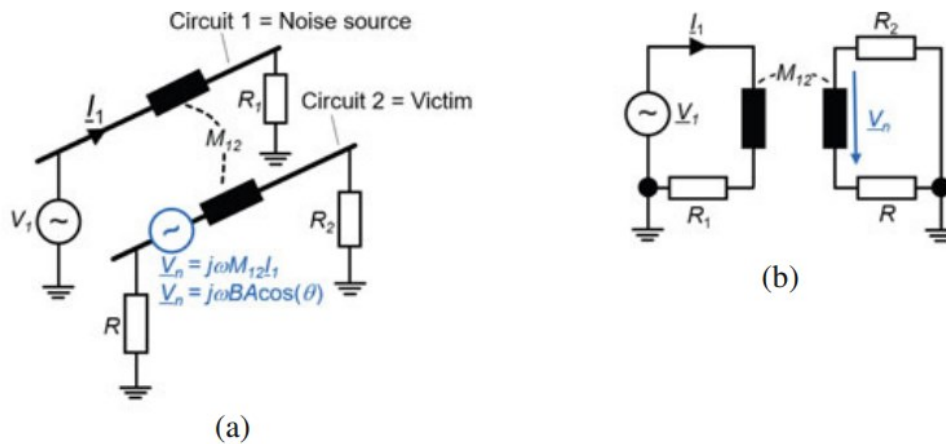 Circuit 1 = Noise source
I1
R1
Circuit 2 = Victim
M12
V1
~
R2
~
Vn = jωM12I1
Vn = jωBAcos(θ)
R
(a)
I1
R2
M12
~
V1
Vn
R1
R
(b)